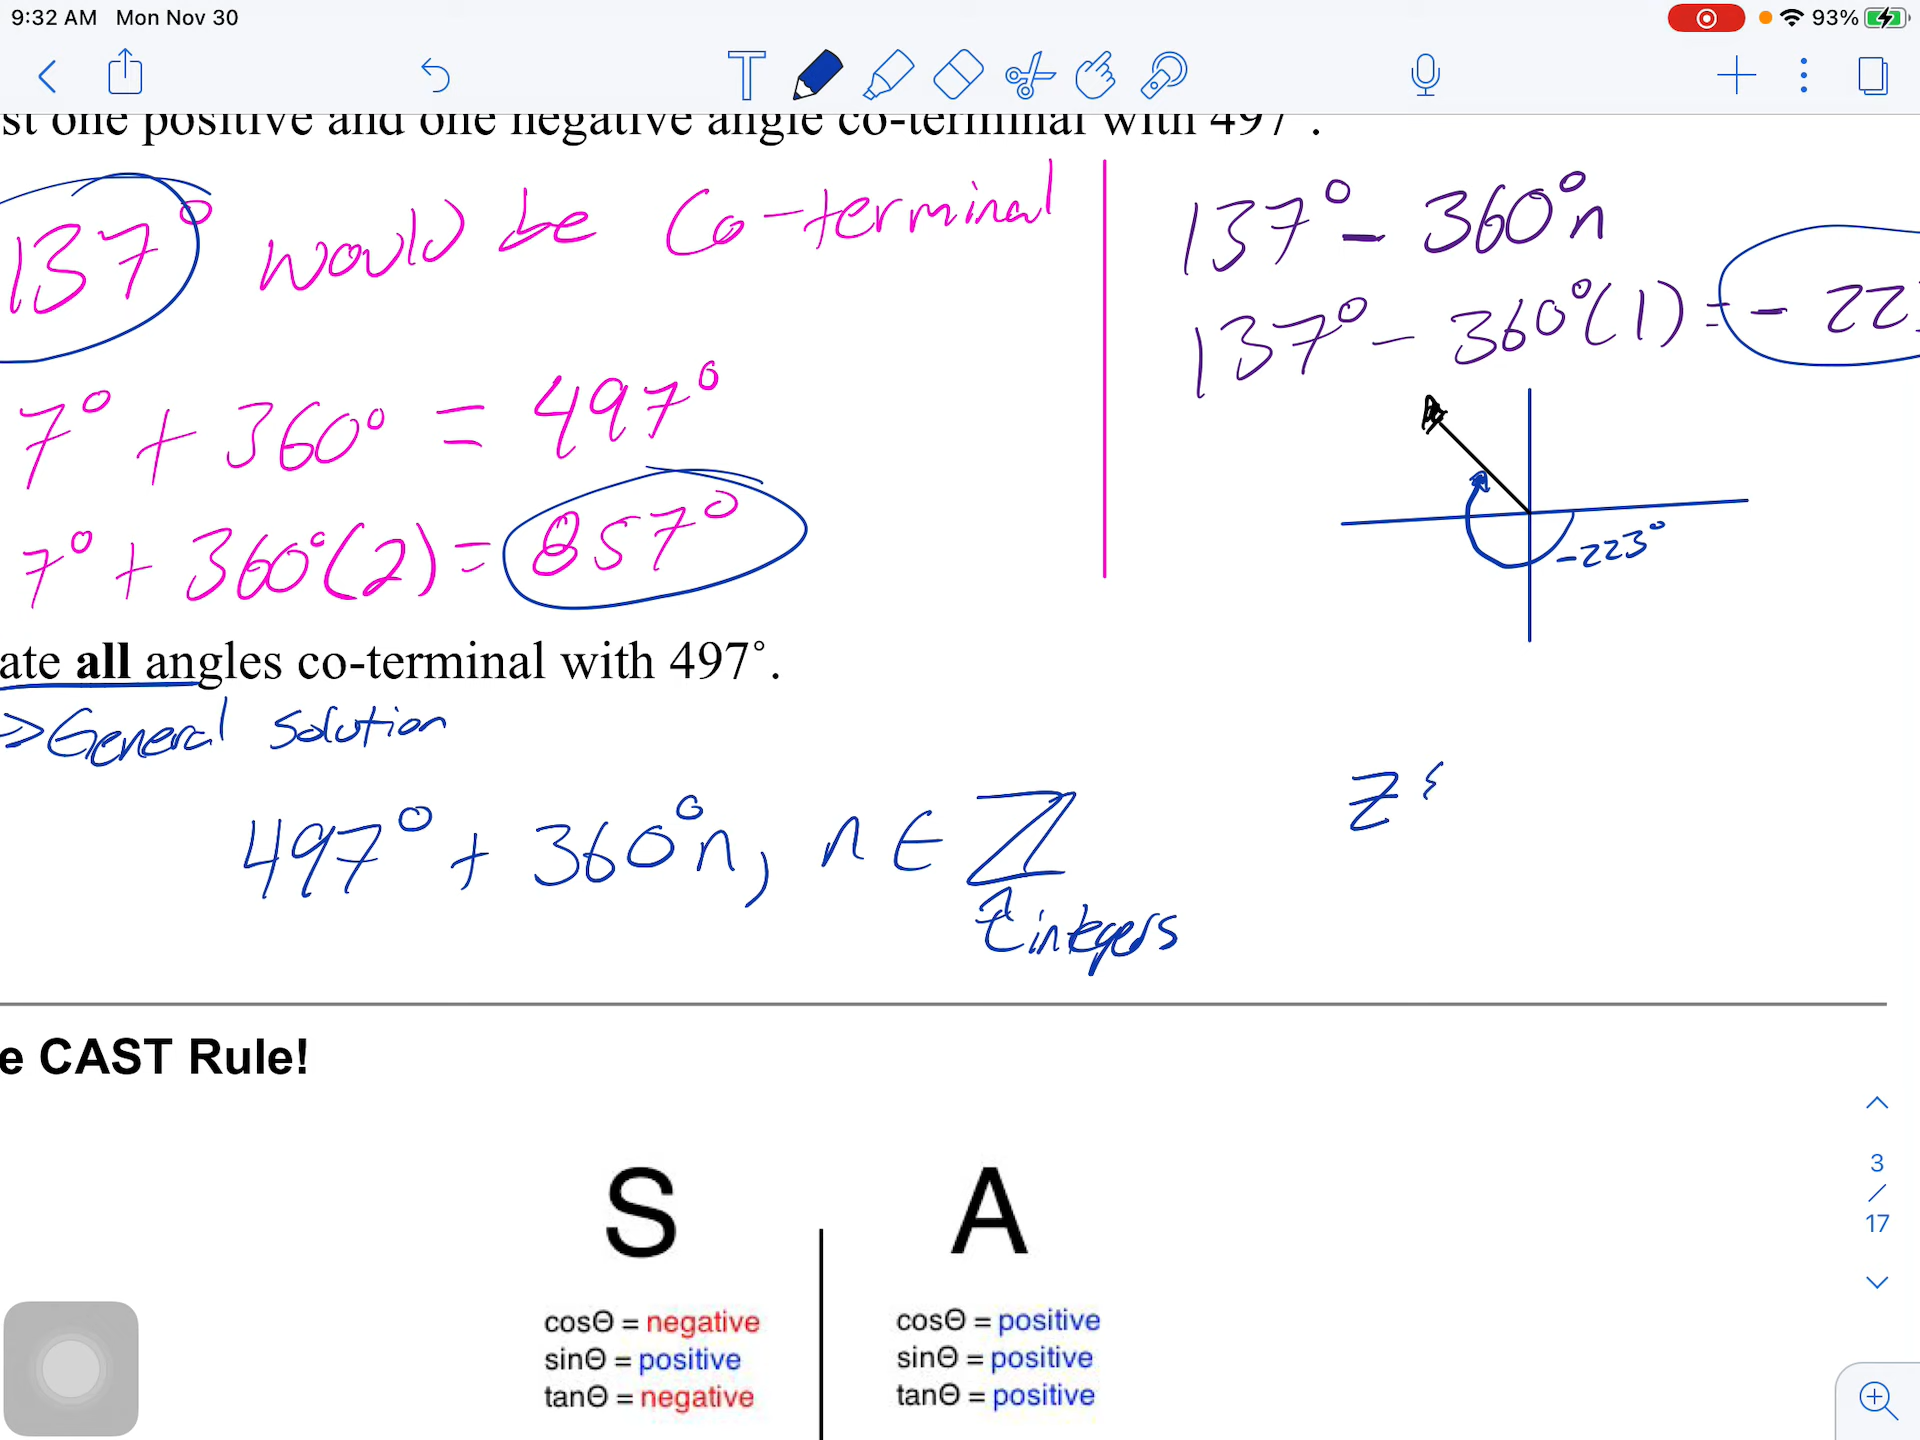 9:32 AM Mon Nov 30
93%
T
st one positive and one negative angle co-terminal with 497°.
137° would be Co-terminal
7° + 360° = 497°
7° + 360°(2) = 857°
137° - 360°n
137° - 360°(1) = - 22
-223°
ate all angles co-terminal with 497°.
=> General Solution
497° + 360°n, n ∈ ℤ
integers
Z
e CAST Rule!
3
/
17
S
cosΘ = negative
sinΘ = positive
tanΘ = negative
A
cosΘ = positive
sinΘ = positive
tanΘ = positive